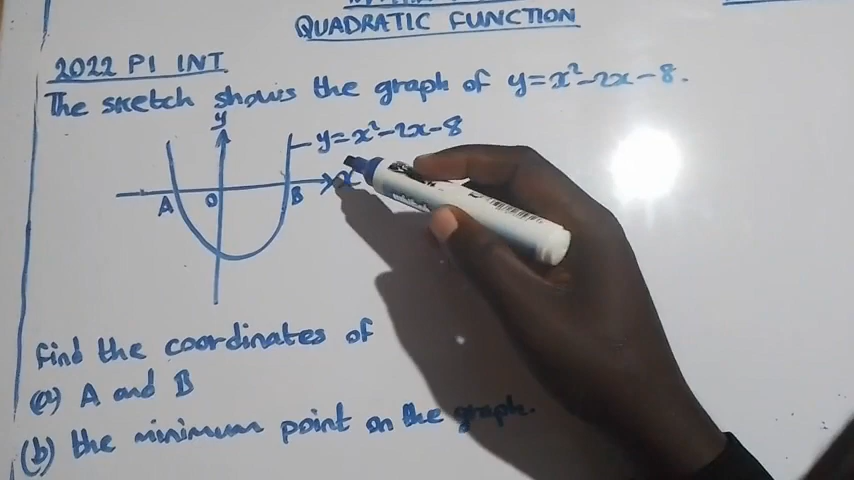 QUADRATIC FUNCTION
2022 P1 INT
The sketch shows the graph of y=x²-2x-8.
y
y=x²-2x-8
x
A O B
find the coordinates of
(a) A and B
(b) the minimum point on the graph.